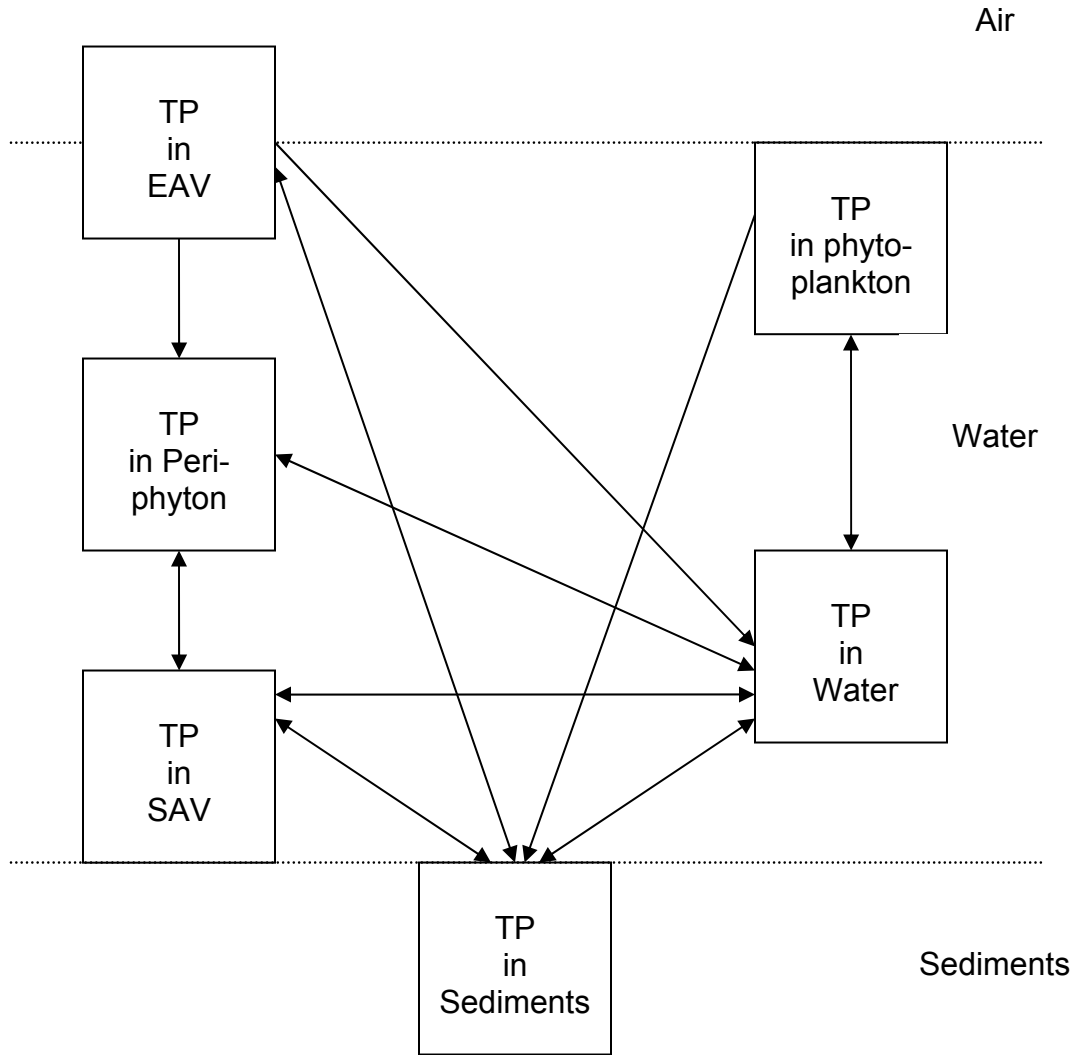 Air
TP
in
EAV
TP
in phyto-
plankton
TP
in Peri-
phyton
Water
TP
in
Water
TP
in
SAV
TP
in
Sediments
Sediments